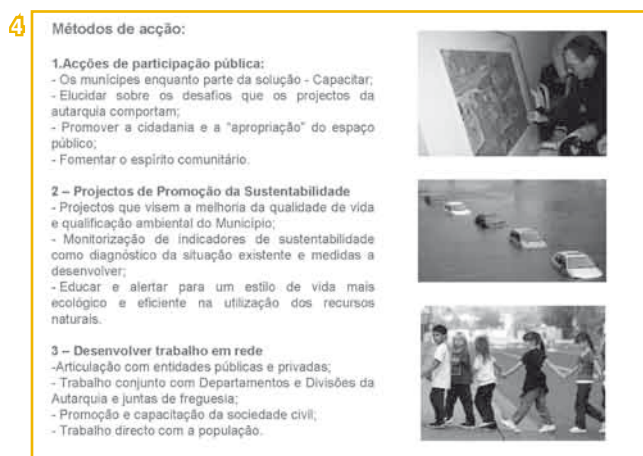 4
Métodos de acção:
1.Acções de participação pública:
- Os munícipes enquanto parte da solução - Capacitar;
- Elucidar sobre os desafios que os projectos da
autarquia comportam;
- Promover a cidadania e a “apropriação” do espaço
público;
- Fomentar o espírito comunitário.
2 – Projectos de Promoção da Sustentabilidade
- Projectos que visem a melhoria da qualidade de vida
e qualificação ambiental do Município;
- Monitorização de indicadores de sustentabilidade
como diagnóstico da situação existente e medidas a
desenvolver;
- Educar e alertar para um estilo de vida mais
ecológico e eficiente na utilização dos recursos
naturais.
3 – Desenvolver trabalho em rede
-Articulação com entidades públicas e privadas;
- Trabalho conjunto com Departamentos e Divisões da
Autarquia e juntas de freguesia;
- Promoção e capacitação da sociedade civil;
- Trabalho directo com a população.